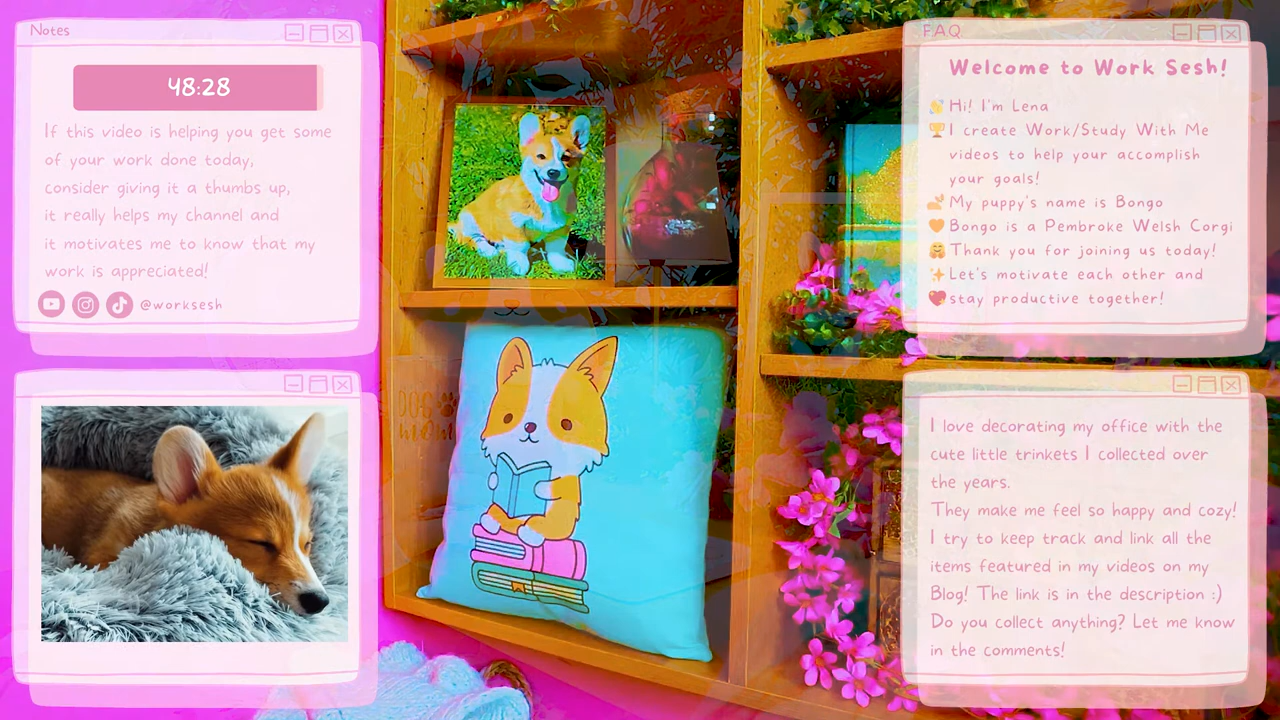 Notes
48:28
If this video is helping you get some
of your work done today,
consider giving it a thumbs up,
it really helps my channel and
it motivates me to know that my
work is appreciated!
@worksesh
FAQ
Welcome to Work Sesh!
Hi! I'm Lena
I create Work/Study With Me
videos to help your accomplish
your goals!
My puppy's name is Bongo
Bongo is a Pembroke Welsh Corgi
Thank you for joining us today!
Let's motivate each other and
stay productive together!
DOG
mom
I love decorating my office with the
cute little trinkets I collected over
the years.
They make me feel so happy and cozy!
I try to keep track and link all the
items featured in my videos on my
Blog! The link is in the description :)
Do you collect anything? Let me know
in the comments!